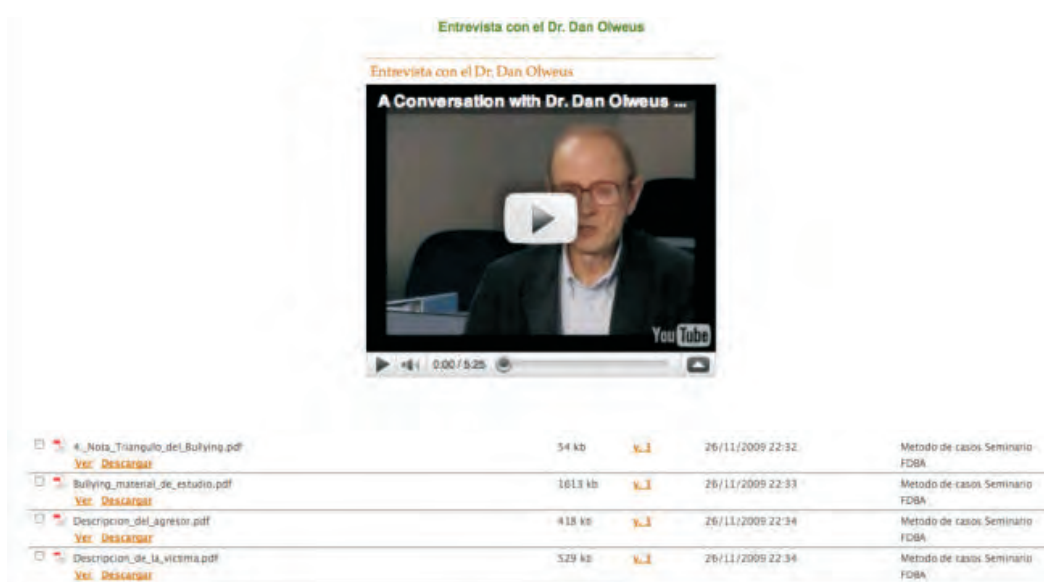 Entrevista con el Dr. Dan Olweus
Entrevista con el Dr. Dan Olweus
A Conversation with Dr. Dan Olweus ...
YouTube
0:00 / 5:25
4._Nota_Triangulo_del_Bullying.pdf 54 kb v. 1 26/11/2009 22:32 Metodo de casos Seminario
Ver Descargar FDBA
Bullying_material_de_estudio.pdf 1613 kb v. 1 26/11/2009 22:33 Metodo de casos Seminario
Ver Descargar FDBA
Descripcion_del_agresor.pdf 418 kb v. 1 26/11/2009 22:34 Metodo de casos Seminario
Ver Descargar FDBA
Descripcion_de_la_victima.pdf 529 kb v. 1 26/11/2009 22:34 Metodo de casos Seminario
Ver Descargar FDBA